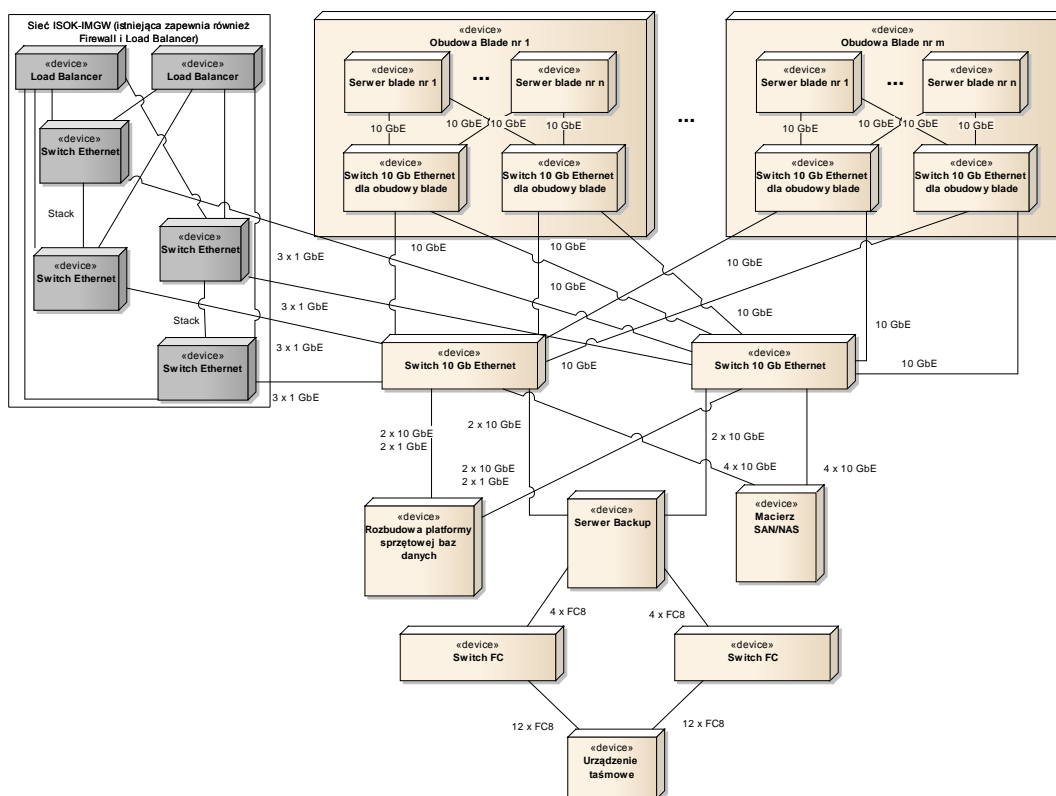 Sieć ISOK-IMGW (istniejąca zapewnia również
Firewall i Load Balancer)
«device»
Load Balancer
«device»
Load Balancer
«device»
Switch Ethernet
Stack
«device»
Switch Ethernet
«device»
Switch Ethernet
Stack
«device»
Switch Ethernet
«device»
Obudowa Blade nr 1
«device»
Serwer blade nr 1
...
«device»
Serwer blade nr n
10 GbE
10 GbE
10 GbE
10 GbE
«device»
Switch 10 Gb Ethernet
dla obudowy blade
«device»
Switch 10 Gb Ethernet
dla obudowy blade
...
«device»
Obudowa Blade nr m
«device»
Serwer blade nr 1
...
«device»
Serwer blade nr n
10 GbE
10 GbE
10 GbE
10 GbE
«device»
Switch 10 Gb Ethernet
dla obudowy blade
«device»
Switch 10 Gb Ethernet
dla obudowy blade
3 x 1 GbE
10 GbE
10 GbE
10 GbE
10 GbE
3 x 1 GbE
10 GbE
10 GbE
10 GbE
3 x 1 GbE
«device»
Switch 10 Gb Ethernet
10 GbE
«device»
Switch 10 Gb Ethernet
10 GbE
3 x 1 GbE
2 x 10 GbE
2 x 1 GbE
2 x 10 GbE
2 x 10 GbE
2 x 10 GbE
2 x 1 GbE
4 x 10 GbE
4 x 10 GbE
«device»
Rozbudowa platformy
sprzętowej baz
danych
«device»
Serwer Backup
«device»
Macierz
SAN/NAS
4 x FC8
4 x FC8
«device»
Switch FC
«device»
Switch FC
12 x FC8
12 x FC8
«device»
Urządzenie
taśmowe